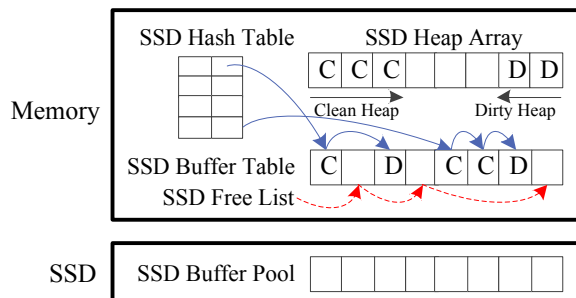 SSD Hash Table
SSD Heap Array
C C C D D
Clean Heap
Dirty Heap
Memory
SSD Buffer Table
C D C C D
SSD Free List
SSD
SSD Buffer Pool